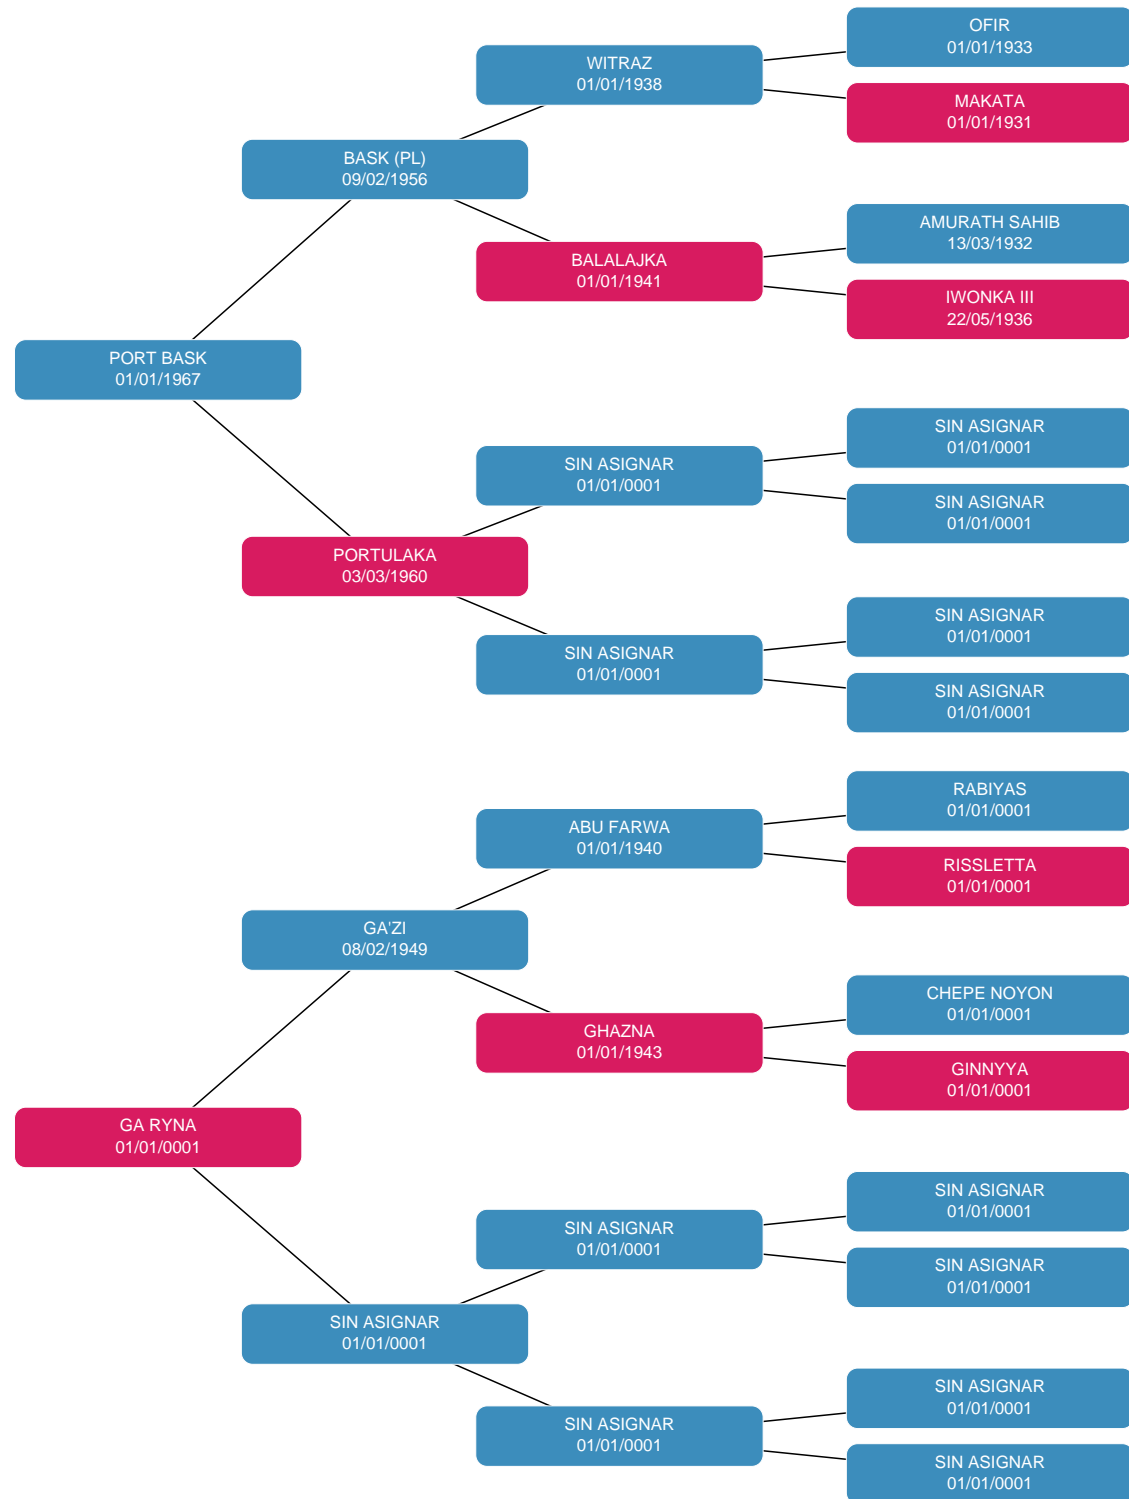 OFIR
01/01/1933
WITRAZ
01/01/1938
MAKATA
01/01/1931
BASK (PL)
09/02/1956
AMURATH SAHIB
13/03/1932
BALALAJKA
01/01/1941
IWONKA III
22/05/1936
PORT BASK
01/01/1967
SIN ASIGNAR
01/01/0001
SIN ASIGNAR
01/01/0001
SIN ASIGNAR
01/01/0001
PORTULAKA
03/03/1960
SIN ASIGNAR
01/01/0001
SIN ASIGNAR
01/01/0001
SIN ASIGNAR
01/01/0001
RABIYAS
01/01/0001
ABU FARWA
01/01/1940
RISSLETTA
01/01/0001
GA'ZI
08/02/1949
CHEPE NOYON
01/01/0001
GHAZNA
01/01/1943
GINNYYA
01/01/0001
GA RYNA
01/01/0001
SIN ASIGNAR
01/01/0001
SIN ASIGNAR
01/01/0001
SIN ASIGNAR
01/01/0001
SIN ASIGNAR
01/01/0001
SIN ASIGNAR
01/01/0001
SIN ASIGNAR
01/01/0001
SIN ASIGNAR
01/01/0001